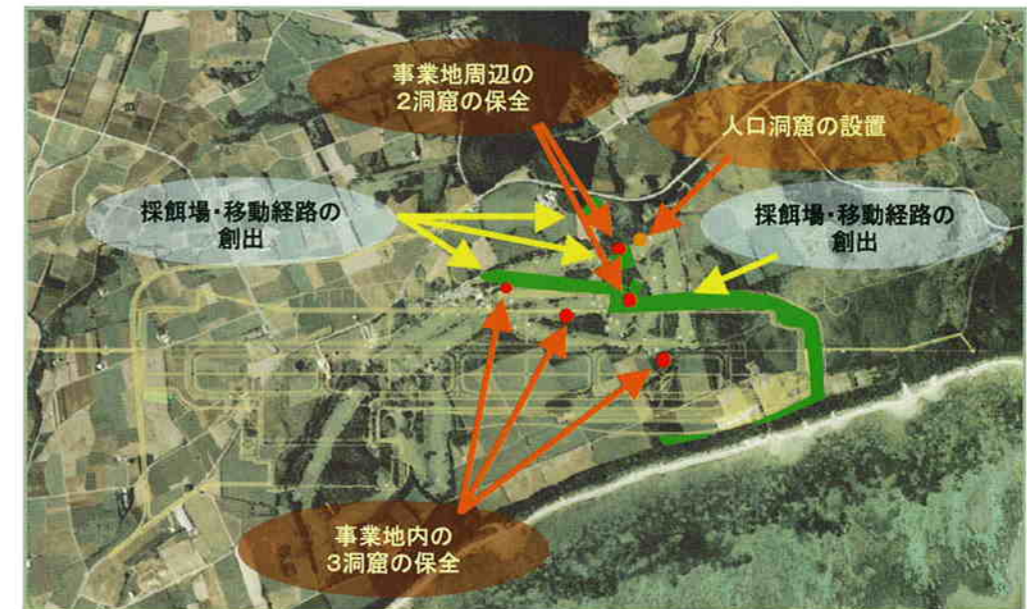 事業地周辺の
2洞窟の保全
人口洞窟の設置
採餌場・移動経路の
創出
採餌場・移動経路の
創出
事業地内の
3洞窟の保全